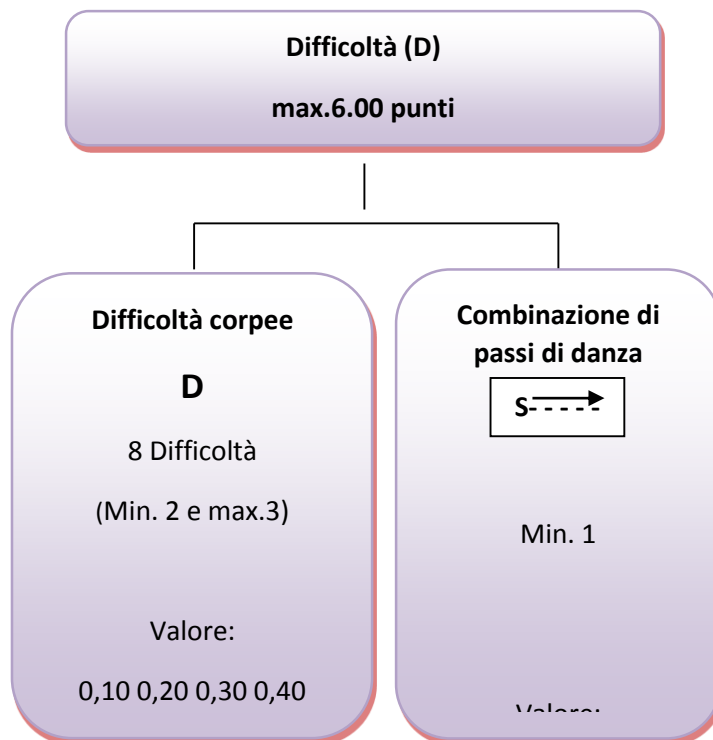 Difficoltà (D)
max.6.00 punti
Difficoltà corpee
D
8 Difficoltà
(Min. 2 e max.3)
Valore:
0,10 0,20 0,30 0,40
Combinazione di
passi di danza
S
Min. 1
Valore: